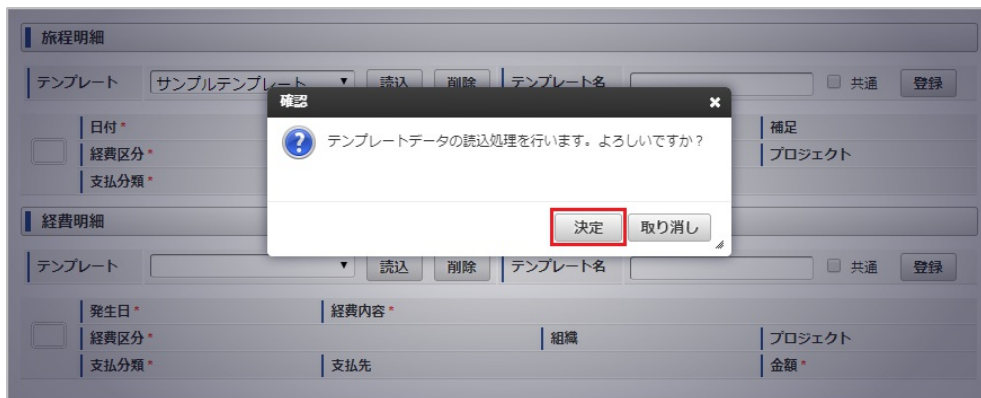 旅程明細
テンプレート サンプルテンプレート 読込 削除 テンプレート名 共通 登録
確認
テンプレートデータの読込処理を行います。よろしいですか？
決定 取り消し
日付* 補足
経費区分* プロジェクト
支払分類*
経費明細
テンプレート 読込 削除 テンプレート名 共通 登録
発生日* 経費内容*
経費区分* 組織 プロジェクト
支払分類* 支払先 金額*